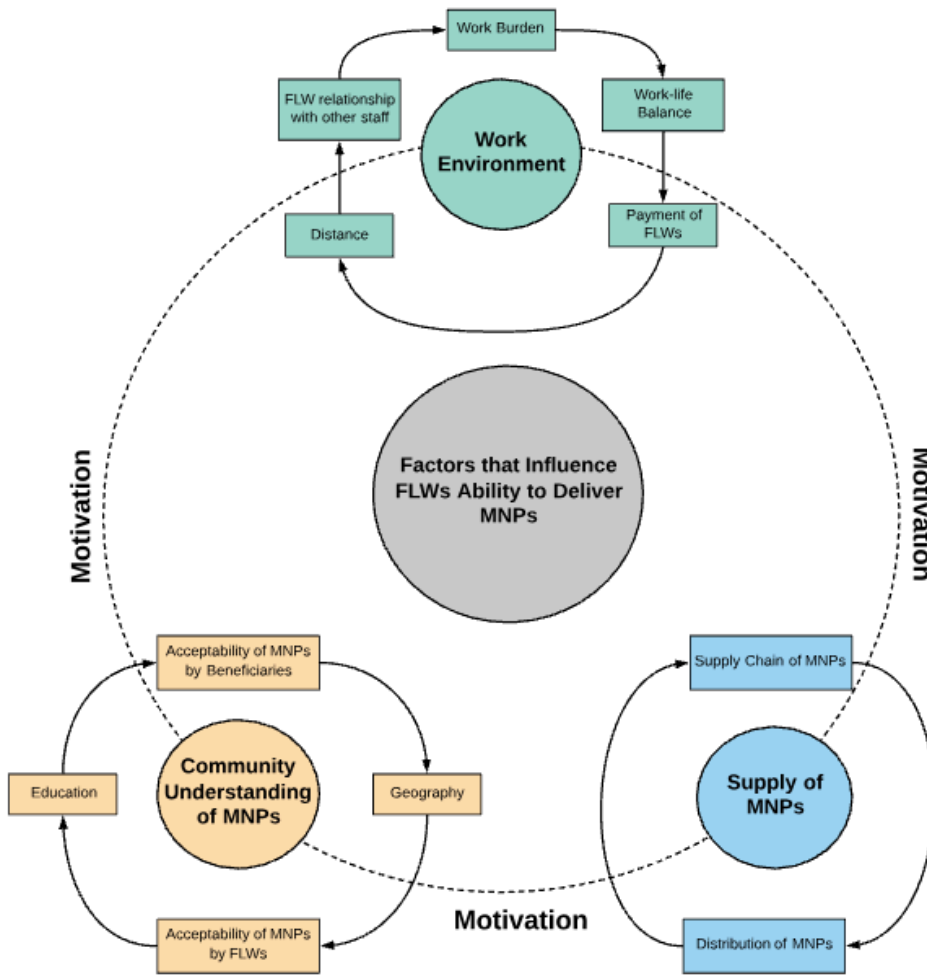 Work Burden
FLW relationship
with other staff
Work-life
Balance
Work
Environment
Distance
Payment of
FLWs
Motivation
Motivation
Factors that Influence
FLWs Ability to Deliver
MNPs
Acceptability of MNPs
by Beneficiaries
Education
Community
Understanding
of MNPs
Geography
Acceptability of MNPs
by FLWs
Supply Chain of MNPs
Supply of
MNPs
Distribution of MNPs
Motivation